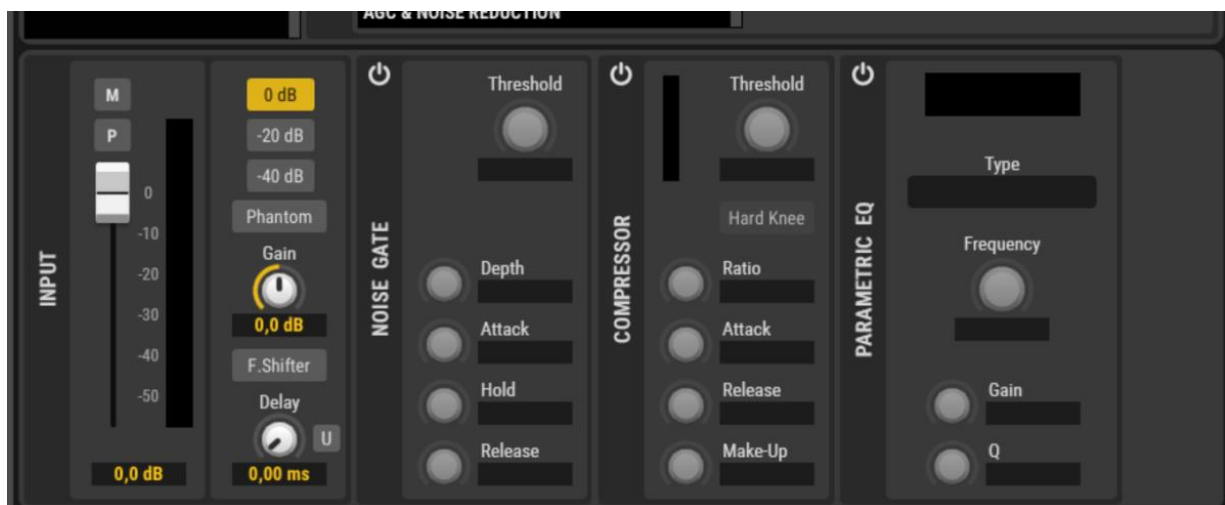 AGC & NOISE REDUCTION
INPUT
M
P
0
-10
-20
-30
-40
-50
0,0 dB
0 dB
-20 dB
-40 dB
Phantom
Gain
0,0 dB
F.Shifter
Delay
U
0,00 ms
NOISE GATE
Threshold
Depth
Attack
Hold
Release
COMPRESSOR
Threshold
Hard Knee
Ratio
Attack
Release
Make-Up
PARAMETRIC EQ
Type
Frequency
Gain
Q